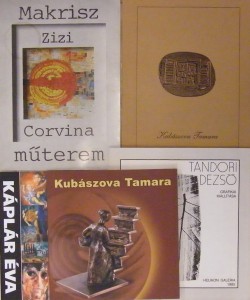 Makrisz
Zizi
Corvina
műterem
Kubászova Tamara
TANDORI
DEZSŐ
KÁPLÁR ÉVA
Kubászova Tamara